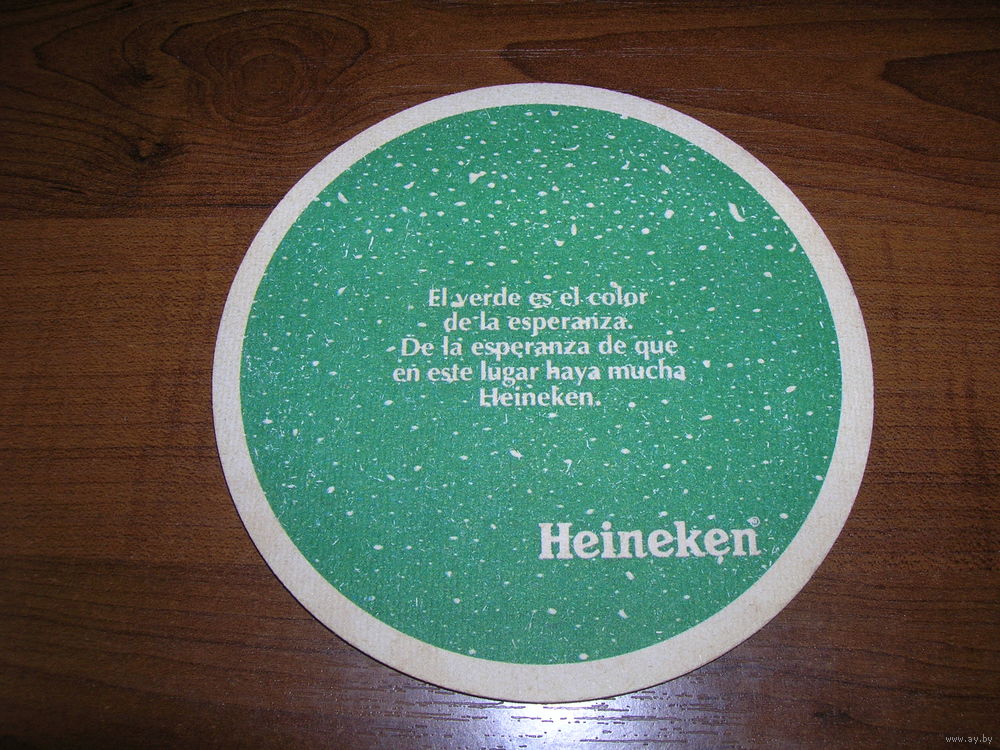 El verde es el color
de la esperanza.
De la esperanza de que
en este lugar haya mucha
Heineken.
Heineken®
www.ay.by